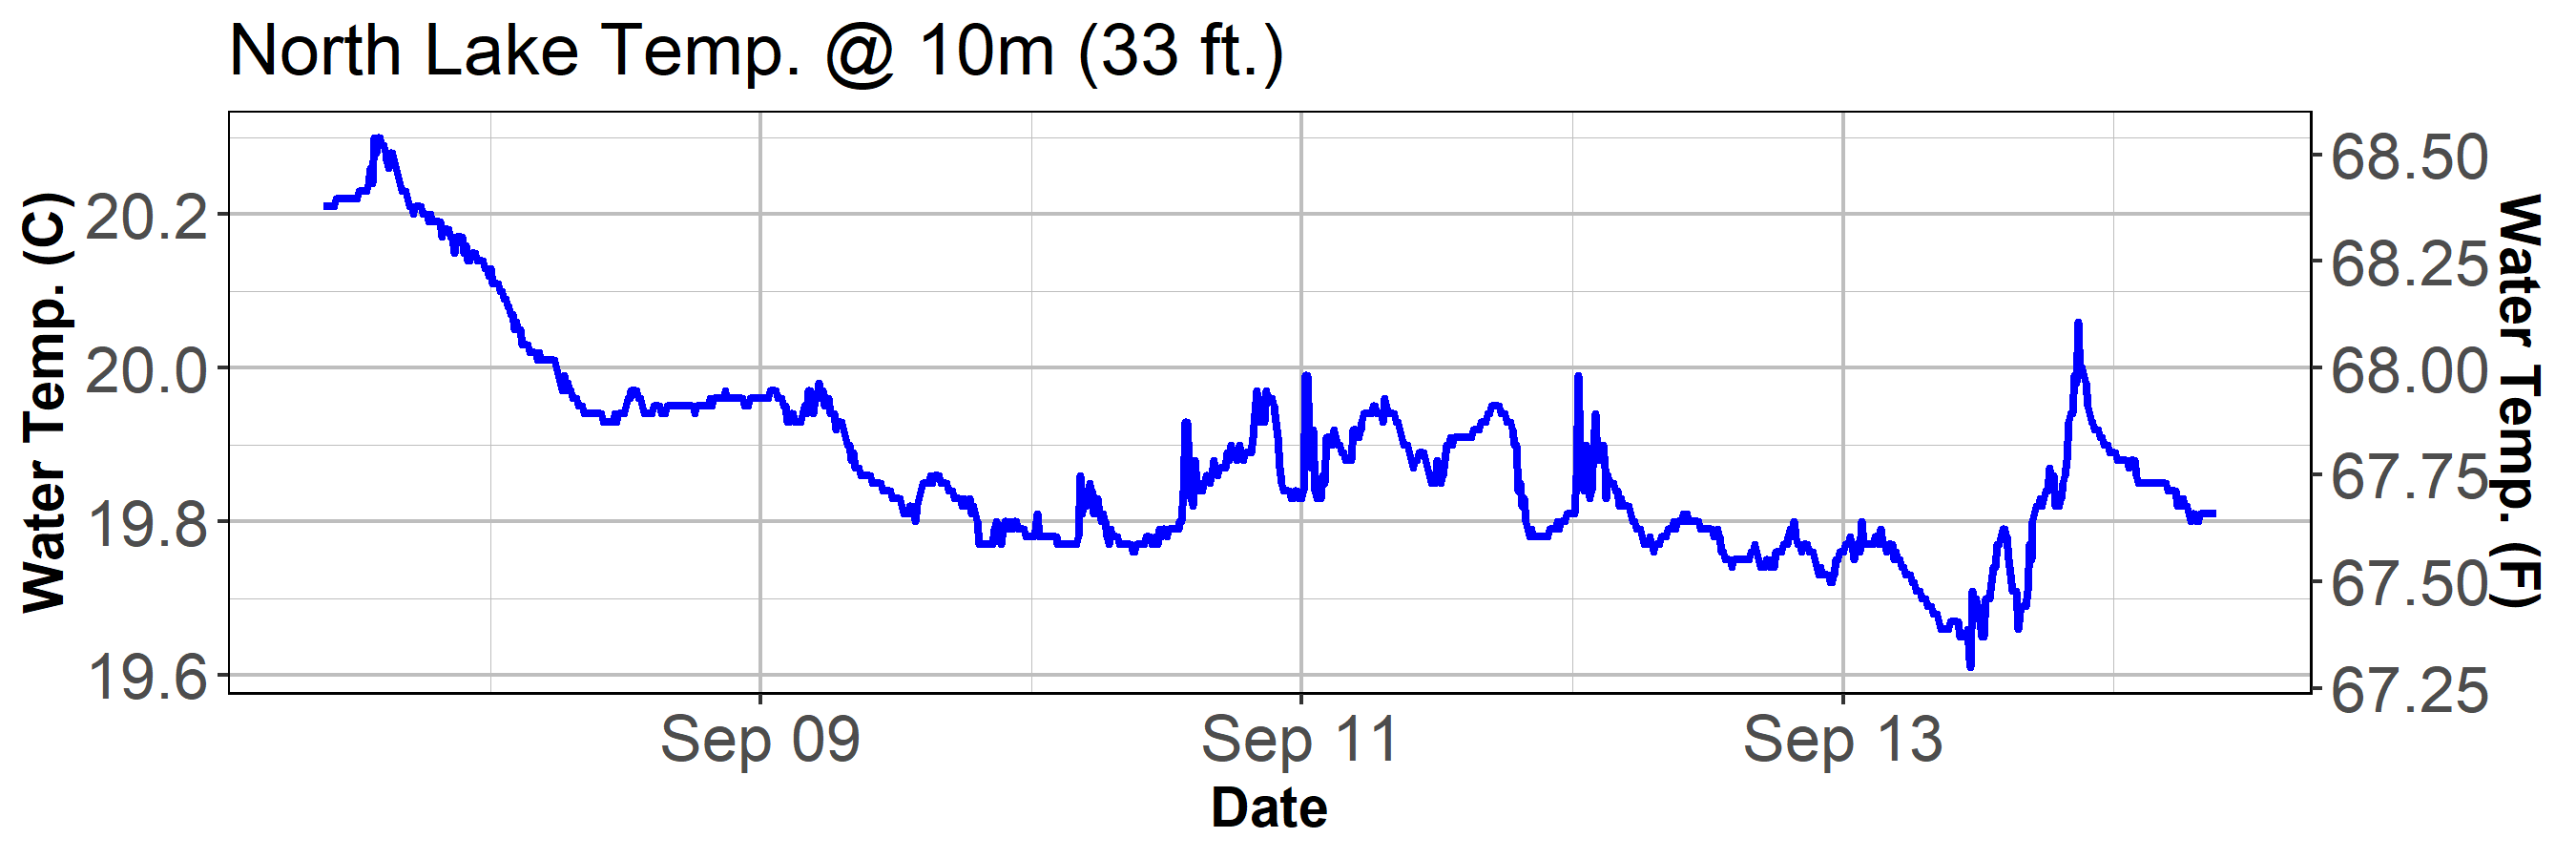 North Lake Temp. @ 10m (33 ft.)
Water Temp. (C)
20.2
20.0
19.8
19.6
68.50
68.25
68.00
67.75
67.50
67.25
Water Temp. (F)
Sep 09
Sep 11
Sep 13
Date